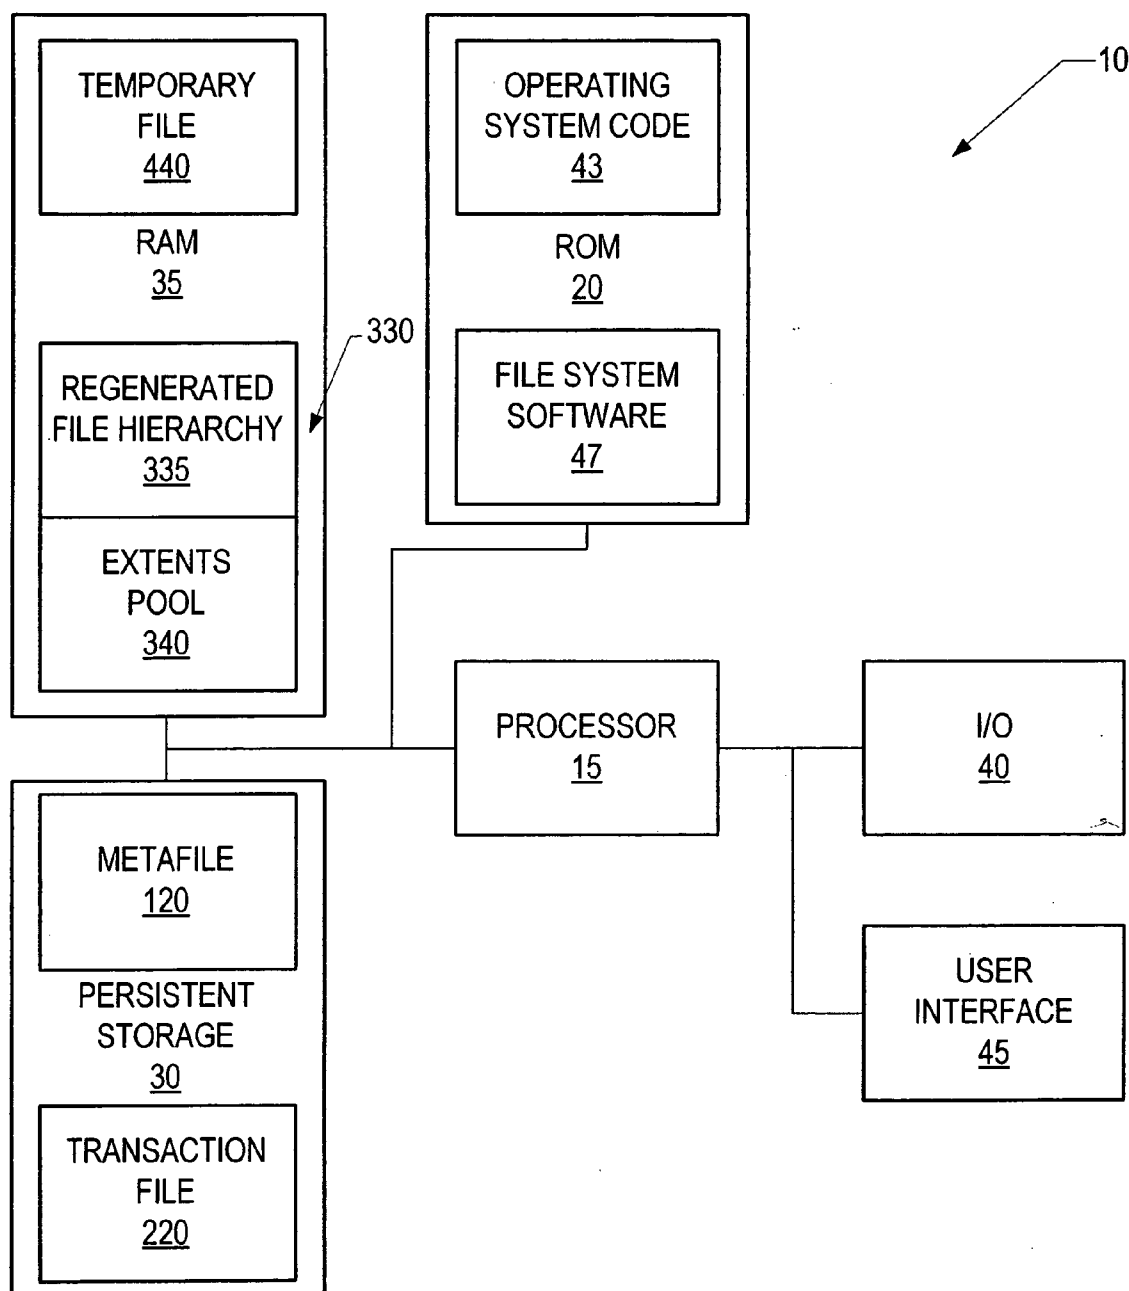 TEMPORARY
FILE
440
RAM
35
REGENERATED
FILE HIERARCHY
335
EXTENTS
POOL
340
330
OPERATING
SYSTEM CODE
43
ROM
20
FILE SYSTEM
SOFTWARE
47
10
PROCESSOR
15
I/O
40
USER
INTERFACE
45
METAFILE
120
PERSISTENT
STORAGE
30
TRANSACTION
FILE
220